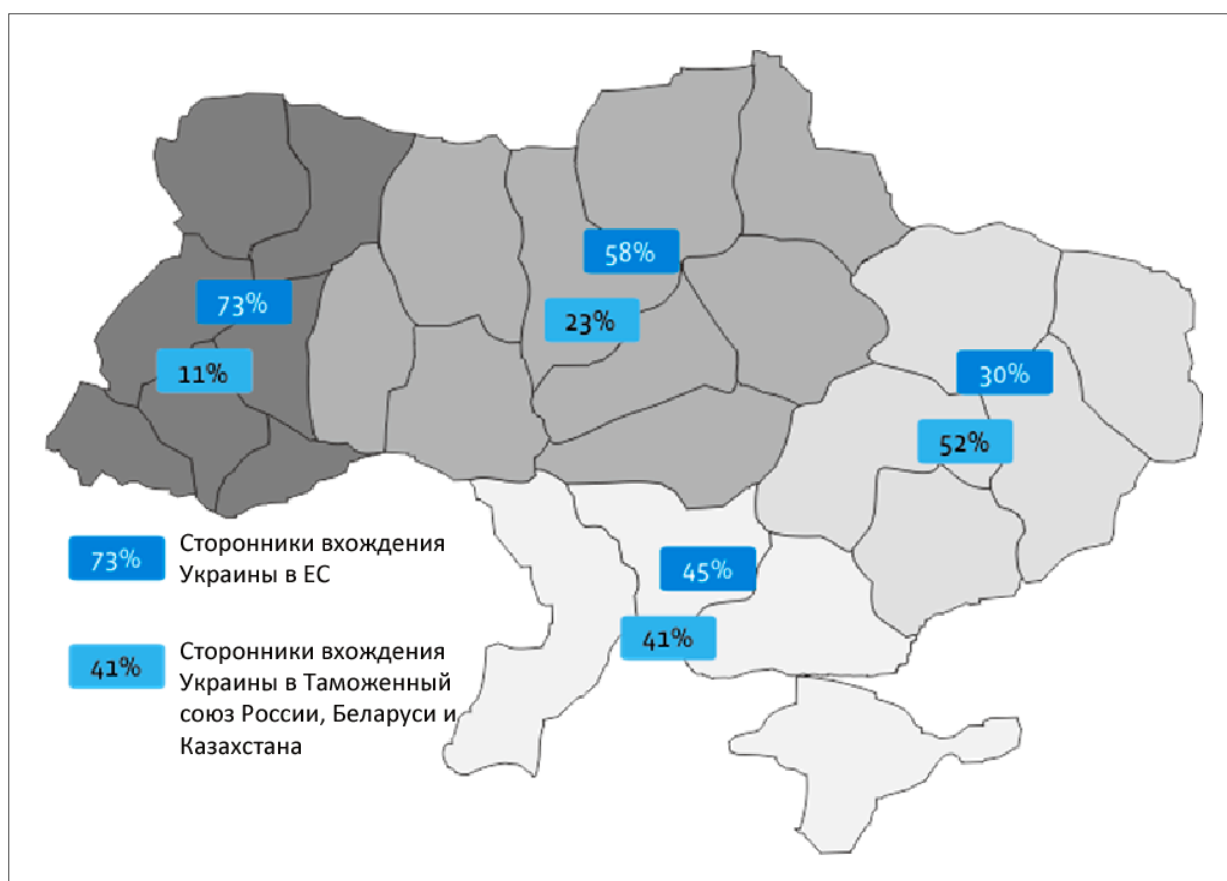 58%
73%
23%
11%
30%
52%
73%
Сторонники вхождения
Украины в ЕС
45%
41%
41%
Сторонники вхождения
Украины в Таможенный
союз России, Беларуси и
Казахстана